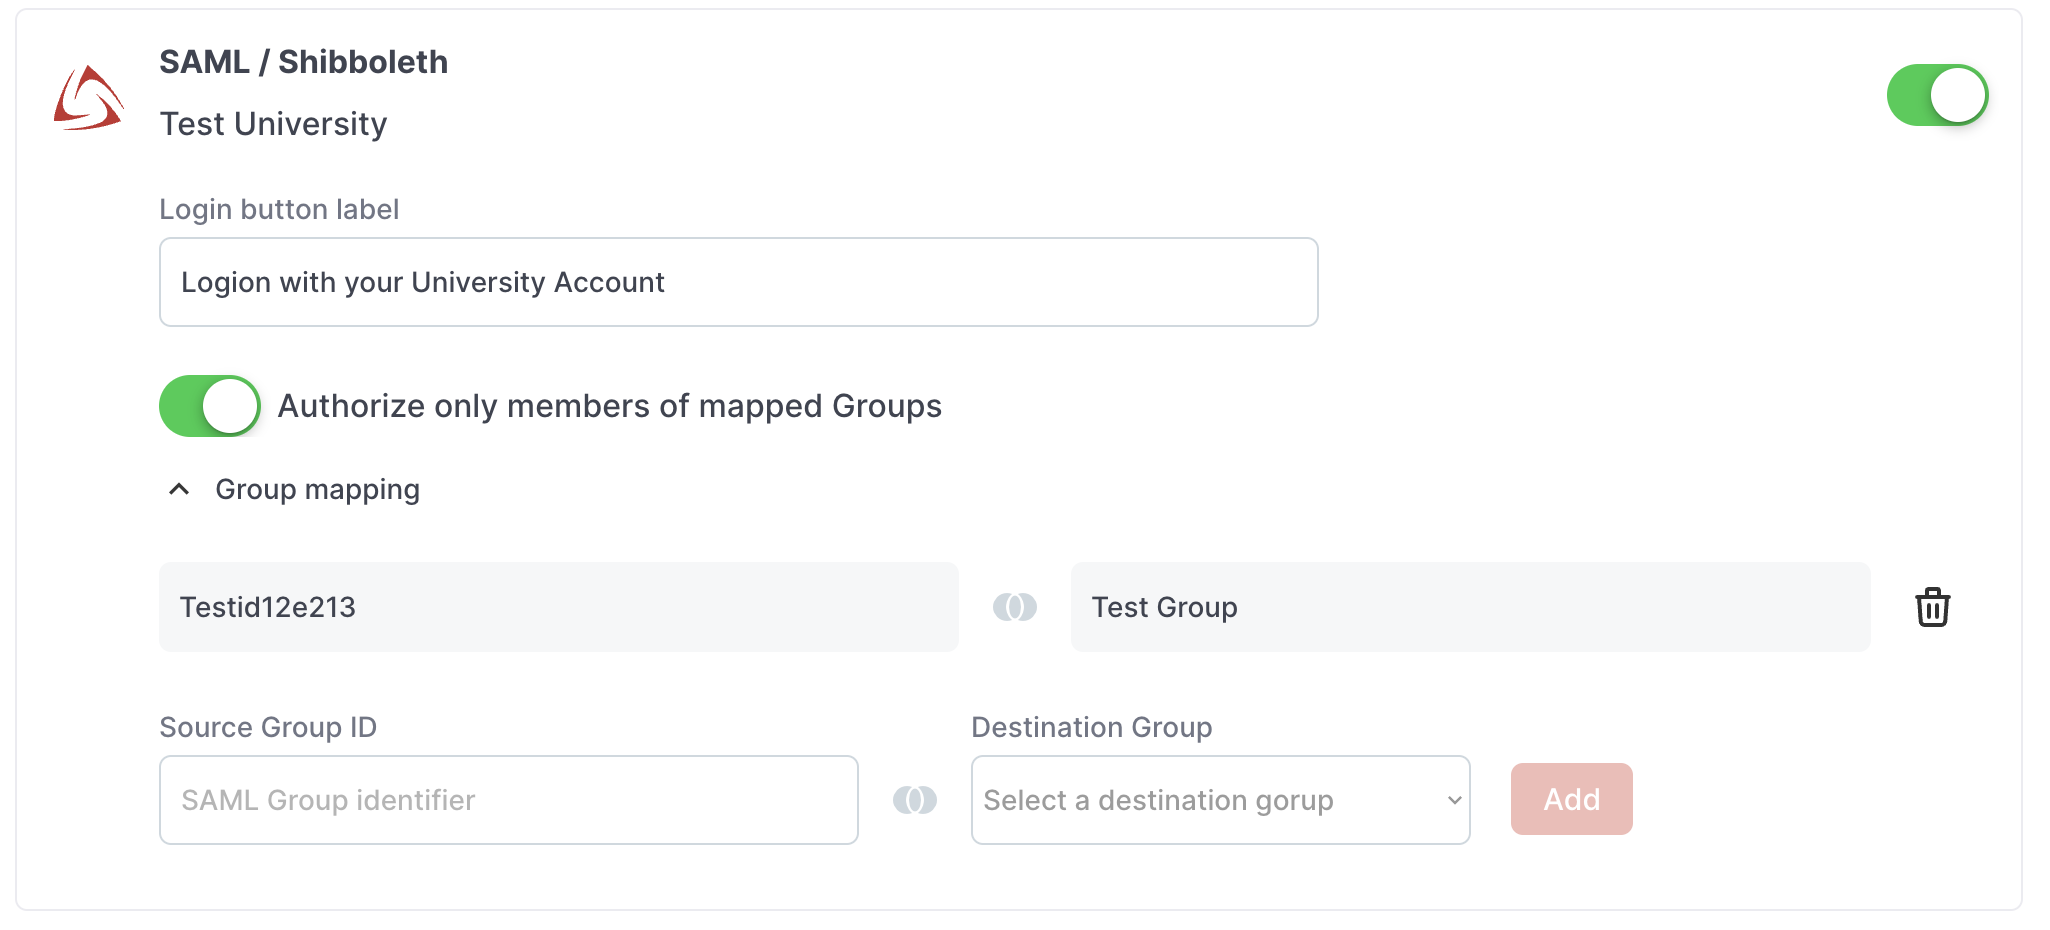 SAML / Shibboleth
Test University
Login button label
Logion with your University Account
Authorize only members of mapped Groups
Group mapping
Testid12e213
Test Group
Source Group ID
Destination Group
SAML Group identifier
Select a destination gorup
Add